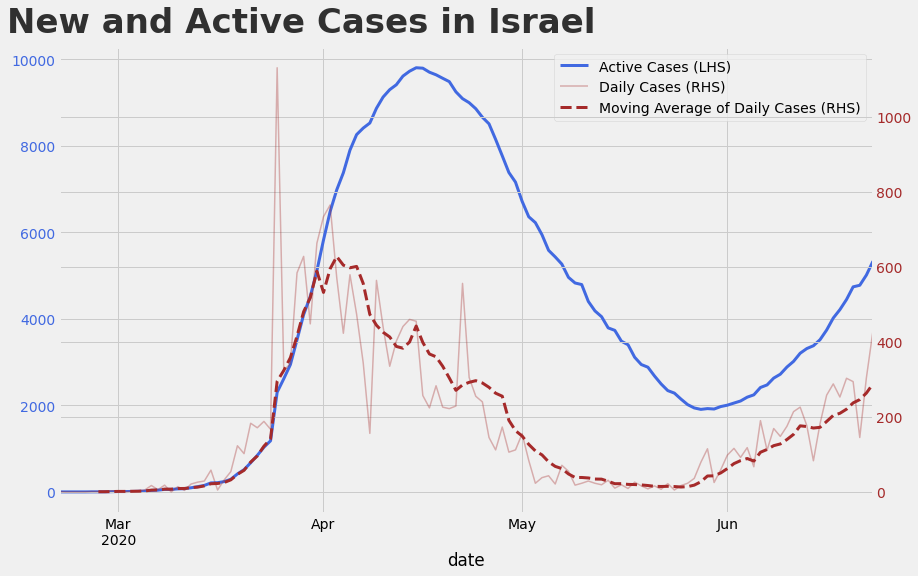 New and Active Cases in Israel
Active Cases (LHS)
Daily Cases (RHS)
Moving Average of Daily Cases (RHS)
10000
8000
6000
4000
2000
0
1000
800
600
400
200
0
Mar
2020
Apr
May
Jun
date